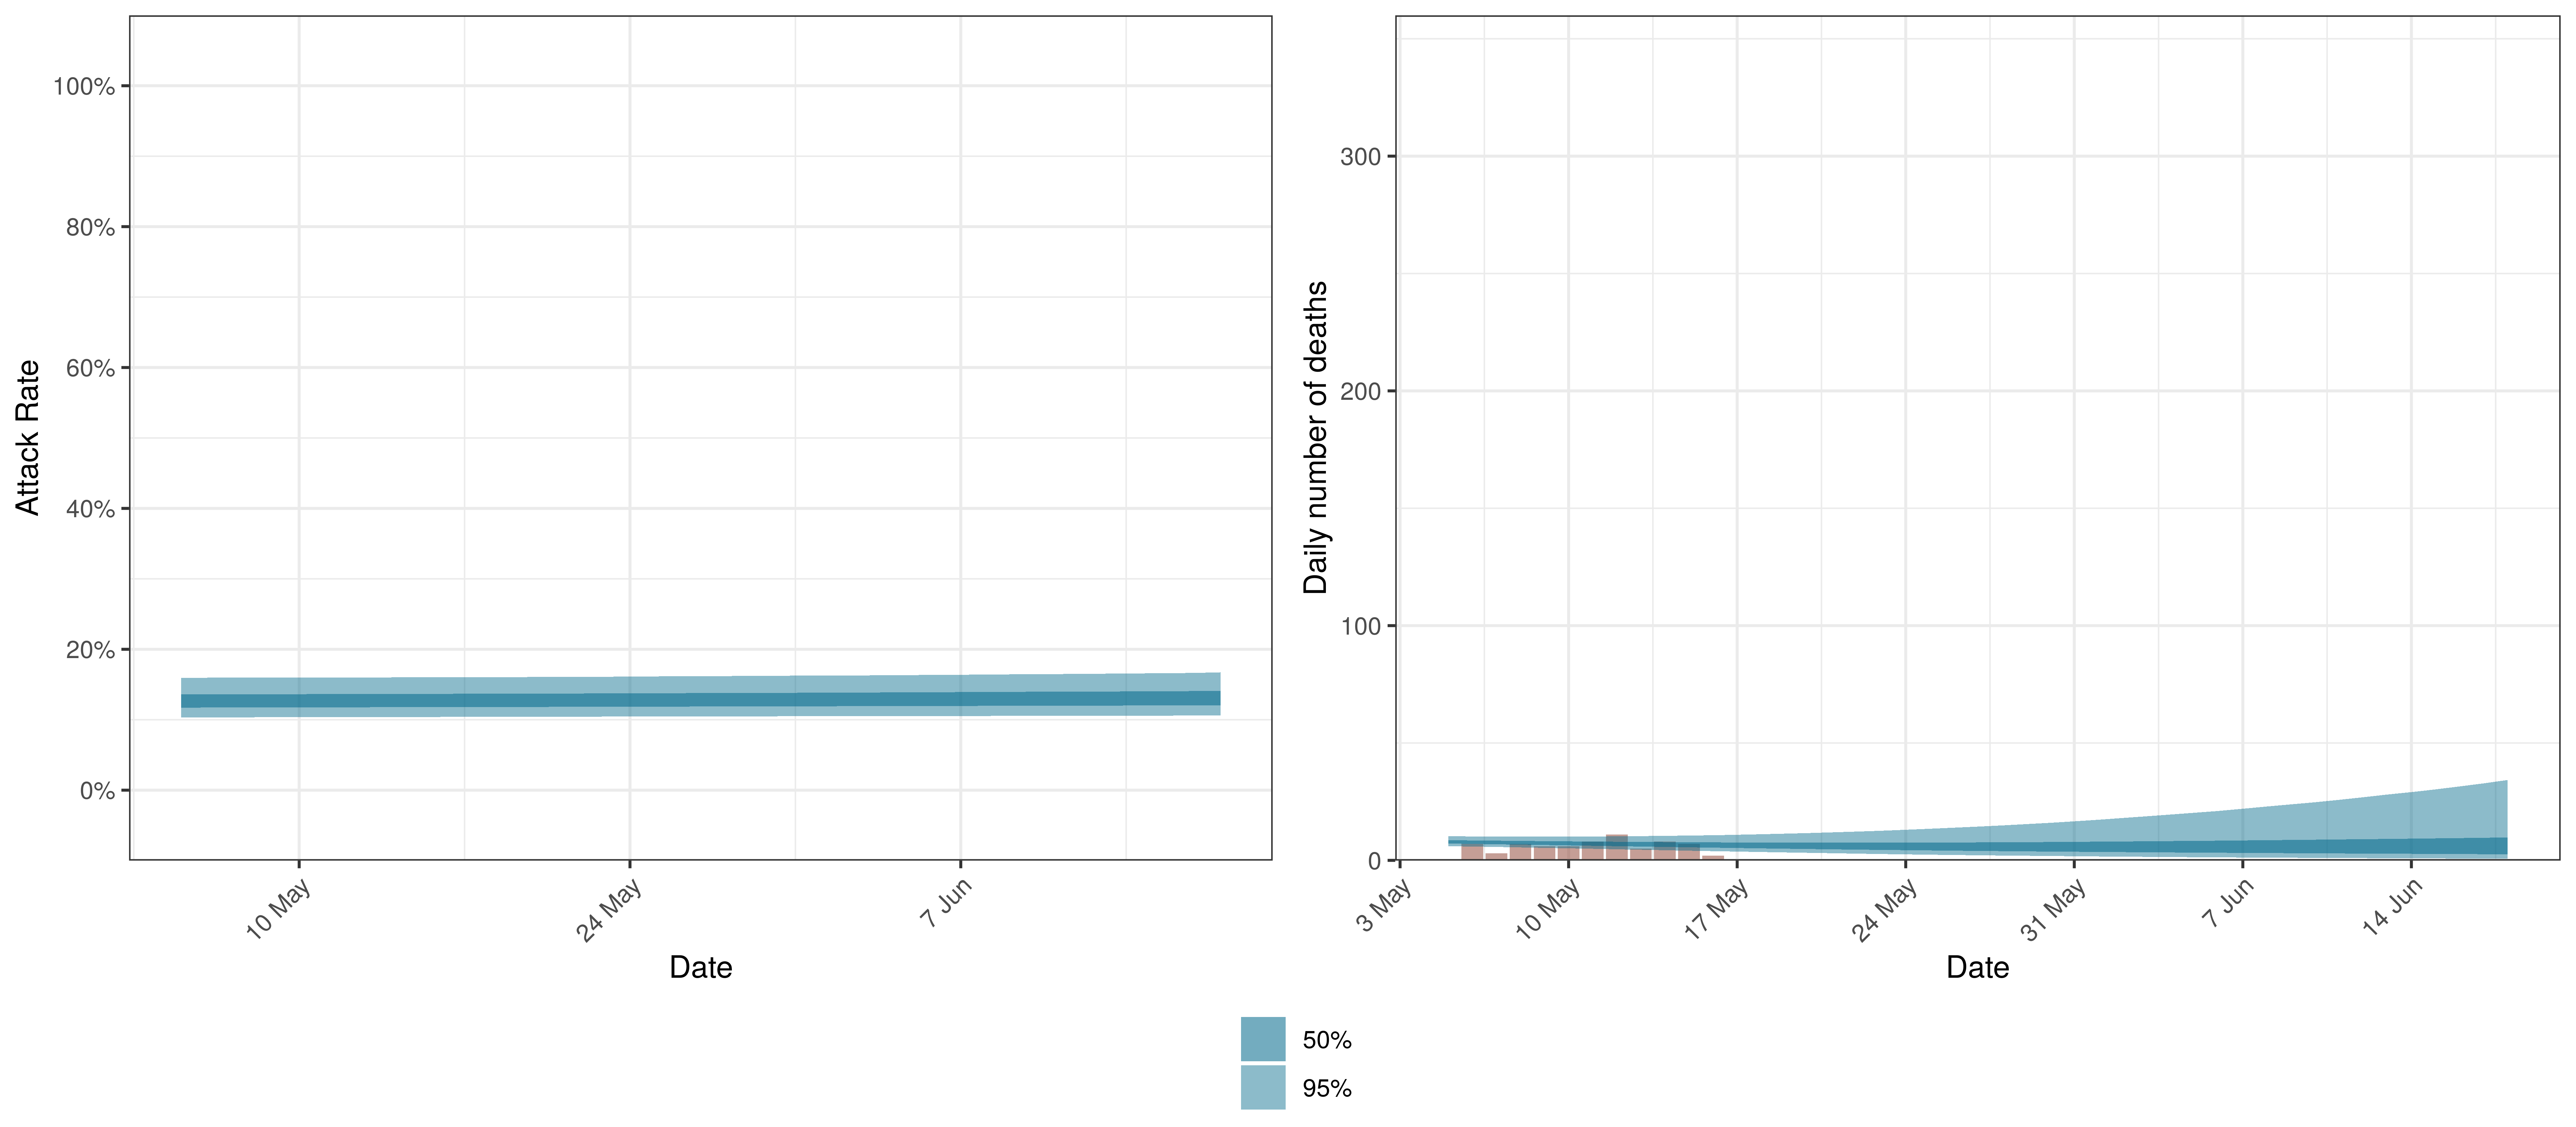 Attack Rate
100%
80%
60%
40%
20%
0%
10 May
24 May
7 Jun
Date
Daily number of deaths
300
200
100
0
3 May
10 May
17 May
24 May
31 May
7 Jun
14 Jun
Date
50%
95%